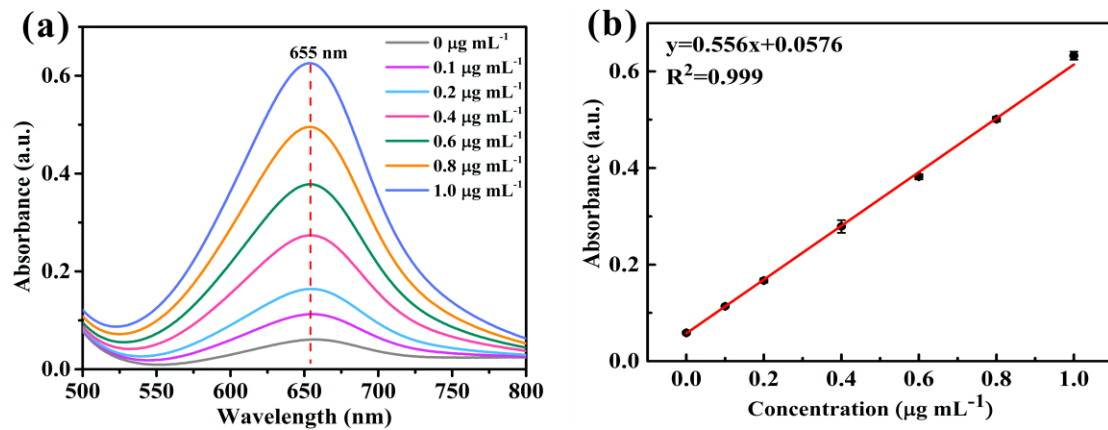 (a)
655 nm
0 μg mL⁻¹
0.1 μg mL⁻¹
0.2 μg mL⁻¹
0.4 μg mL⁻¹
0.6 μg mL⁻¹
0.8 μg mL⁻¹
1.0 μg mL⁻¹
0.6
0.4
0.2
0.0
Absorbance (a.u.)
500 550 600 650 700 750 800
Wavelength (nm)
(b)
y=0.556x+0.0576
R²=0.999
0.6
0.4
0.2
0.0
Absorbance (a.u.)
0.0 0.2 0.4 0.6 0.8 1.0
Concentration (μg mL⁻¹)